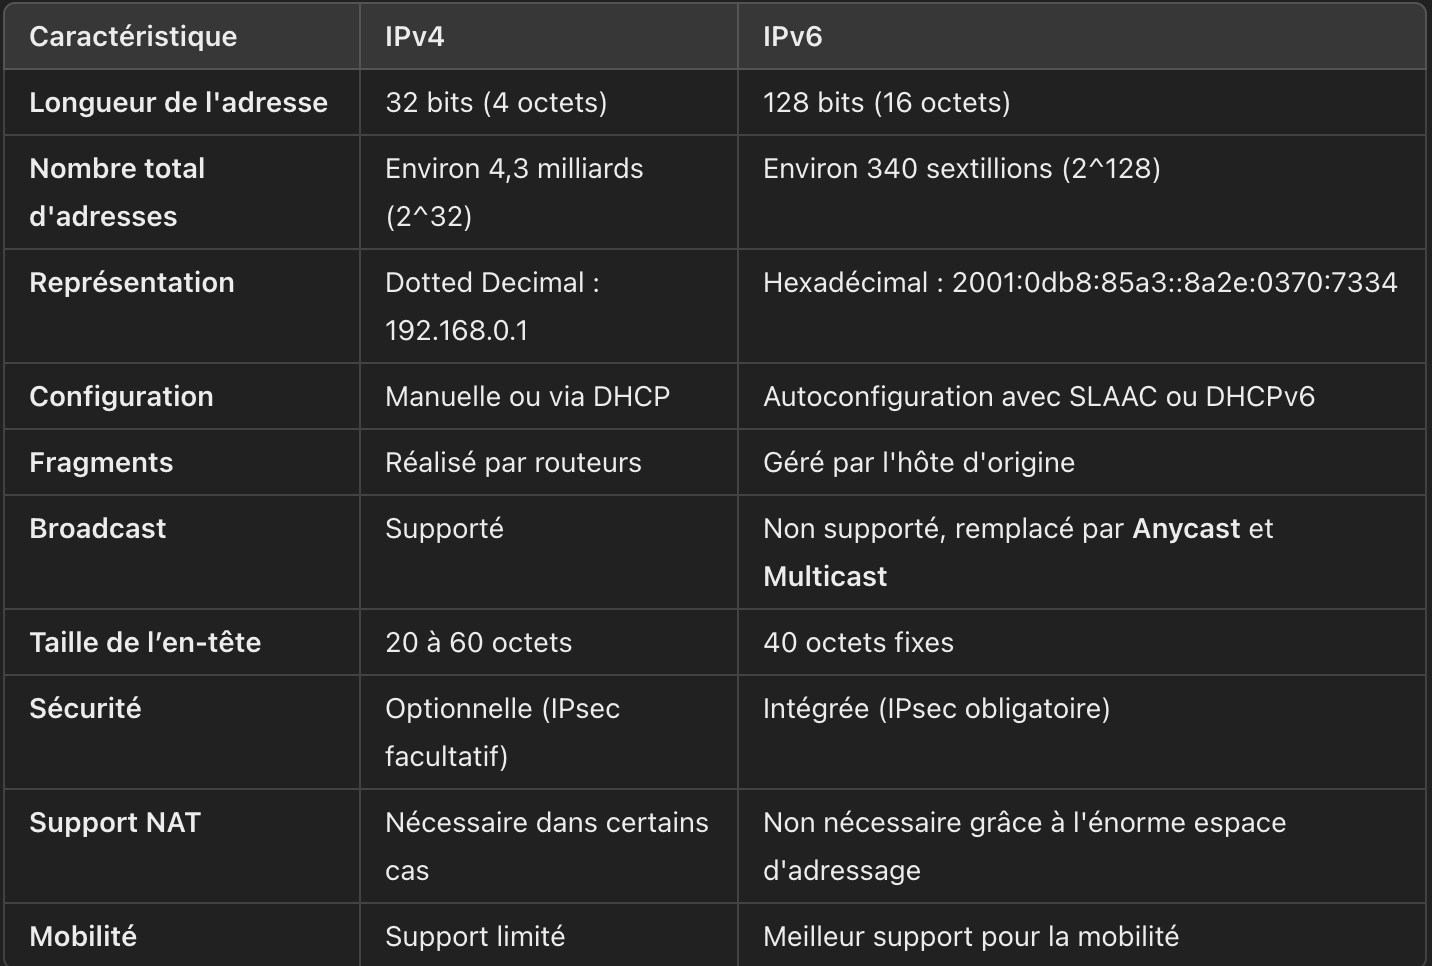 Caractéristique IPv4 IPv6
Longueur de l'adresse 32 bits (4 octets) 128 bits (16 octets)
Nombre total Environ 4,3 milliards Environ 340 sextillions (2^128)
d'adresses (2^32)
Représentation Dotted Decimal : Hexadécimal : 2001:0db8:85a3::8a2e:0370:7334
192.168.0.1
Configuration Manuelle ou via DHCP Autoconfiguration avec SLAAC ou DHCPv6
Fragments Réalisé par routeurs Géré par l'hôte d'origine
Broadcast Supporté Non supporté, remplacé par Anycast et
Multicast
Taille de l’en-tête 20 à 60 octets 40 octets fixes
Sécurité Optionnelle (IPsec Intégrée (IPsec obligatoire)
facultatif)
Support NAT Nécessaire dans certains Non nécessaire grâce à l'énorme espace
cas d'adressage
Mobilité Support limité Meilleur support pour la mobilité